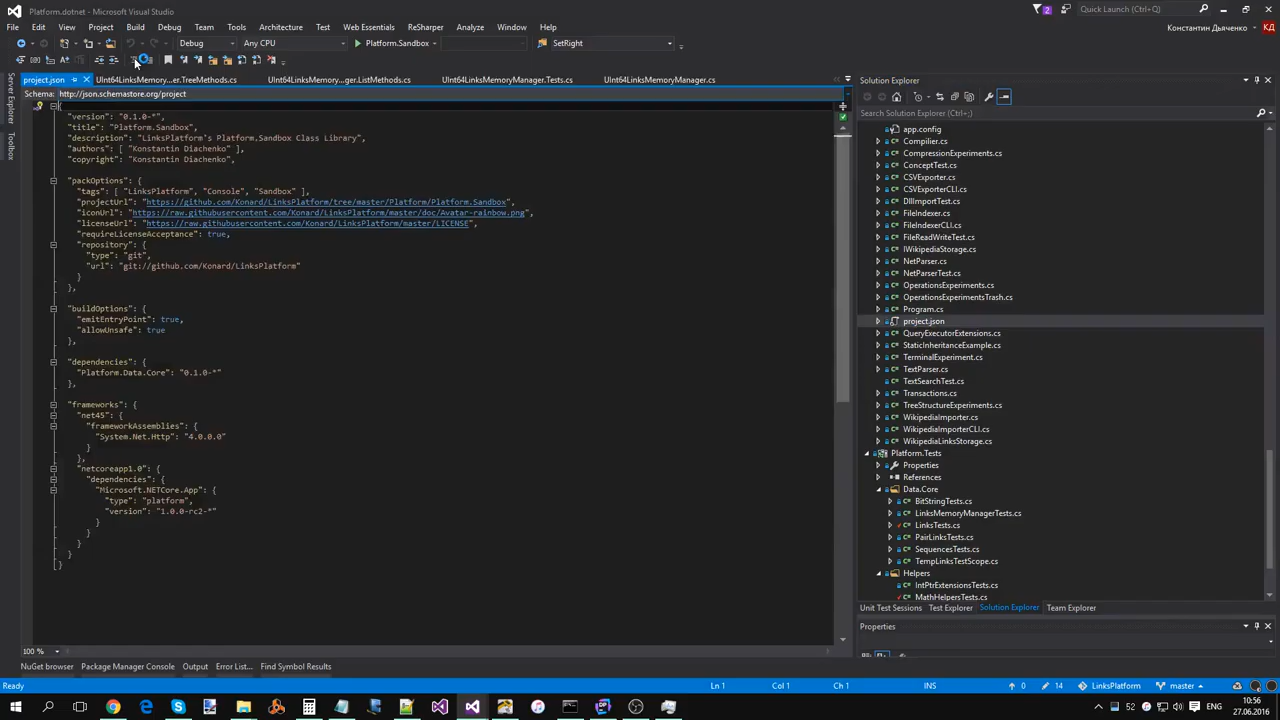 Platform.dotnet - Microsoft Visual Studio
2
Quick Launch (Ctrl+Q)
File Edit View Project Build Debug Team Tools Test Web Essentials ReSharper Analyze Window Help
Константин Дьяченко КД
Debug Any CPU Platform.Sandbox SetRight
project.json UInt64LinksMemory...er.TreeMethods.cs UInt64LinksMemory...ger.ListMethods.cs UInt64LinksMemoryManager.Tests.cs UInt64LinksMemoryManager.cs
Schema: http://json.schemastore.org/project
Server Explorer
Toolbox
{
"version": "0.1.0-*",
"title": "Platform.Sandbox",
"description": "LinksPlatform's Platform.Sandbox Class Library",
"authors": [ "Konstantin Diachenko" ],
"copyright": "Konstantin Diachenko",
"packOptions": {
"tags": [ "LinksPlatform", "Console", "Sandbox" ],
"projectUrl": "https://github.com/Konard/LinksPlatform/tree/master/Platform/Platform.Sandbox",
"iconUrl": "https://raw.githubusercontent.com/Konard/LinksPlatform/master/doc/Avatar-rainbow.png",
"licenseUrl": "https://raw.githubusercontent.com/Konard/LinksPlatform/master/LICENSE",
"requireLicenseAcceptance": true,
"repository": {
"type": "git",
"url": "git://github.com/Konard/LinksPlatform"
}
},
"buildOptions": {
"emitEntryPoint": true,
"allowUnsafe": true
},
"dependencies": {
"Platform.Data.Core": "0.1.0-*"
},
"frameworks": {
"net45": {
"frameworkAssemblies": {
"System.Net.Http": "4.0.0.0"
}
},
"netcoreapp1.0": {
"dependencies": {
"Microsoft.NETCore.App": {
"type": "platform",
"version": "1.0.0-rc2-*"
}
}
}
}
}
100 %
Solution Explorer
Search Solution Explorer (Ctrl+;)
app.config
Compilier.cs
CompressionExperiments.cs
ConceptTest.cs
CSVExporter.cs
CSVExporterCLI.cs
DllImportTest.cs
FileIndexer.cs
FileIndexerCLI.cs
FileReadWriteTest.cs
IWikipediaStorage.cs
NetParser.cs
NetParserTest.cs
OperationsExperiments.cs
OperationsExperimentsTrash.cs
Program.cs
project.json
QueryExecutorExtensions.cs
StaticInheritanceExample.cs
TerminalExperiment.cs
TextParser.cs
TextSearchTest.cs
Transactions.cs
TreeStructureExperiments.cs
WikipediaImporter.cs
WikipediaImporterCLI.cs
WikipediaLinksStorage.cs
Platform.Tests
Properties
References
Data.Core
BitStringTests.cs
LinksMemoryManagerTests.cs
LinksTests.cs
PairLinksTests.cs
SequencesTests.cs
TempLinksTestScope.cs
Helpers
IntPtrExtensionsTests.cs
MathHelpersTests.cs
Unit Test Sessions Test Explorer Solution Explorer Team Explorer
Properties
NuGet browser Package Manager Console Output Error List... Find Symbol Results
Ready Ln 1 Col 1 Ch 1 INS 0 14 LinksPlatform master
52 ENG 10:56
27.06.2016